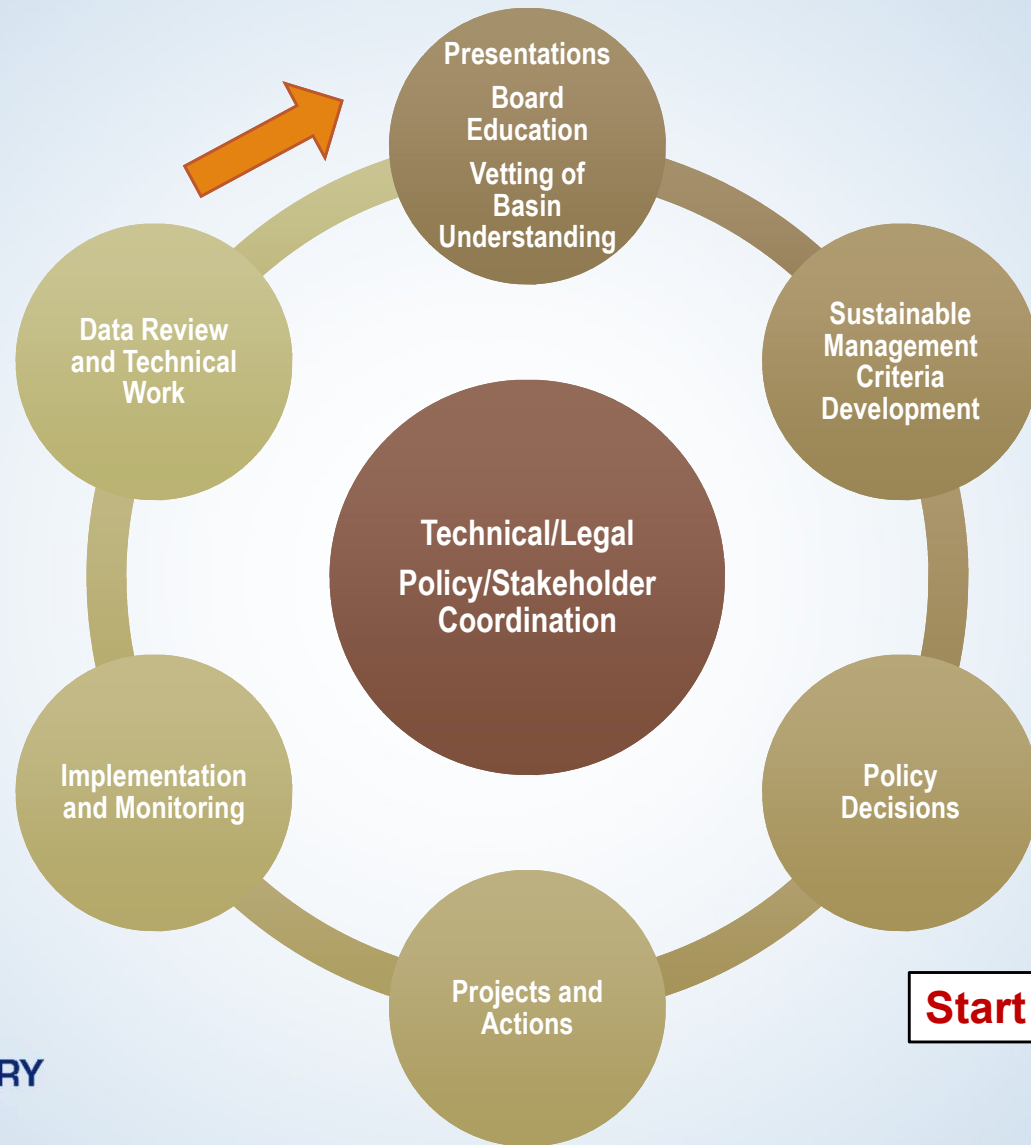 Presentations
Board
Education
Vetting of
Basin
Understanding
Sustainable
Management
Criteria
Development
Policy
Decisions
Projects and
Actions
Implementation
and Monitoring
Data Review
and Technical
Work
Technical/Legal
Policy/Stakeholder
Coordination
Start
RY